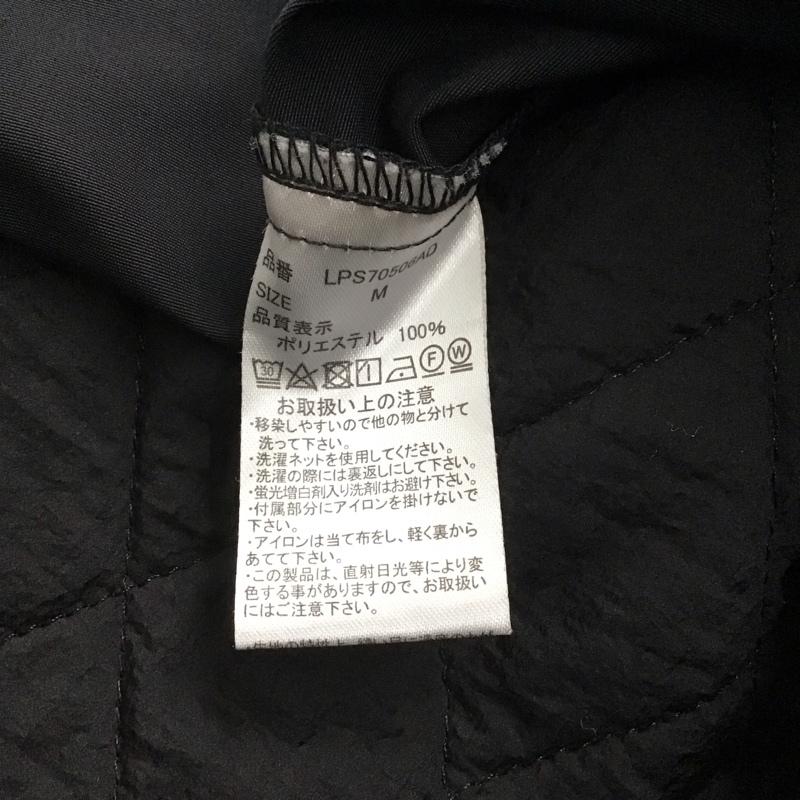 品番 LPS70506AD
SIZE M
品質表示
ポリエステル 100%
30 F W
お取扱い上の注意
・移染しやすいので他の物と分けて
洗って下さい。
・洗濯ネットを使用してください。
・洗濯の際には裏返しにして下さい。
・蛍光増白剤入り洗剤はお避け下さい。
・付属部分にアイロンを掛けないで
下さい。
・アイロンは当て布をし、軽く裏から
あてて下さい。
・この製品は、直射日光等により変
色する事がありますので、お取扱い
にはご注意下さい。